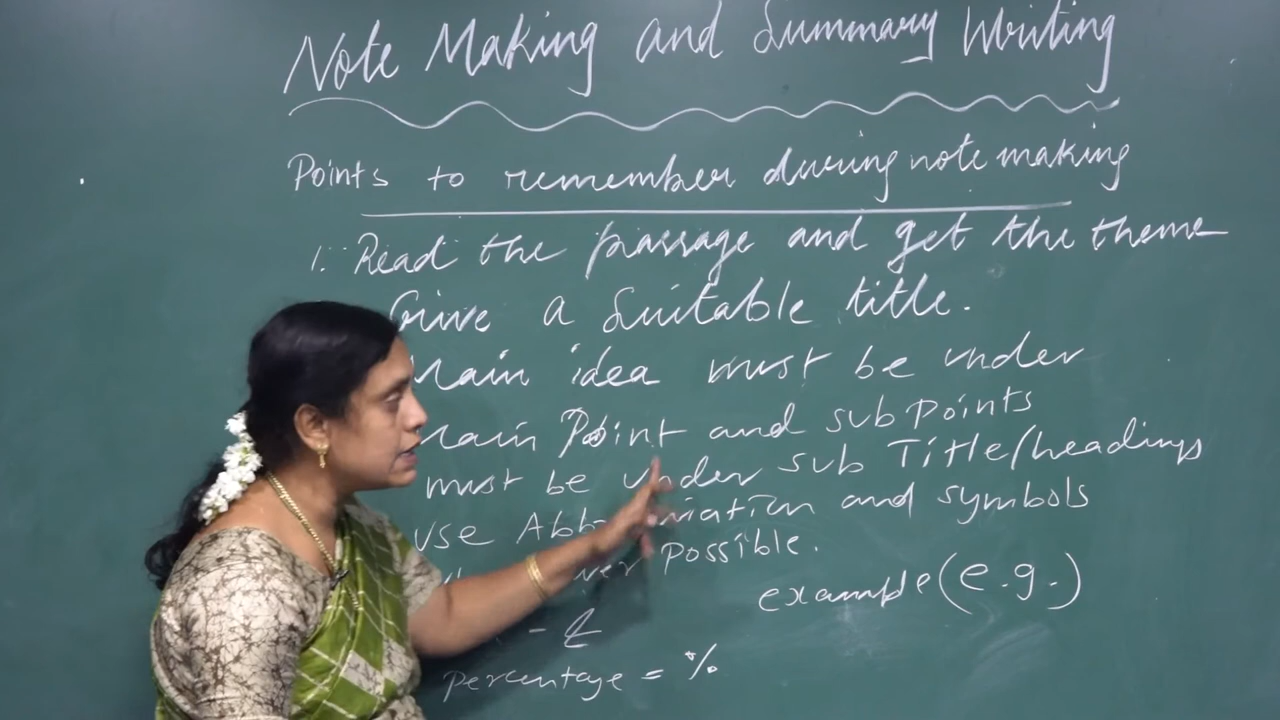 Note Making and Summary Writing
Points to remember during note making
1. Read the passage and get the theme
Give a Suitable title.
Main idea must be under
Main Point and sub points
must be under sub Title/headings
use and symbols
possible.
example (e.g.)
- &
percentage = %